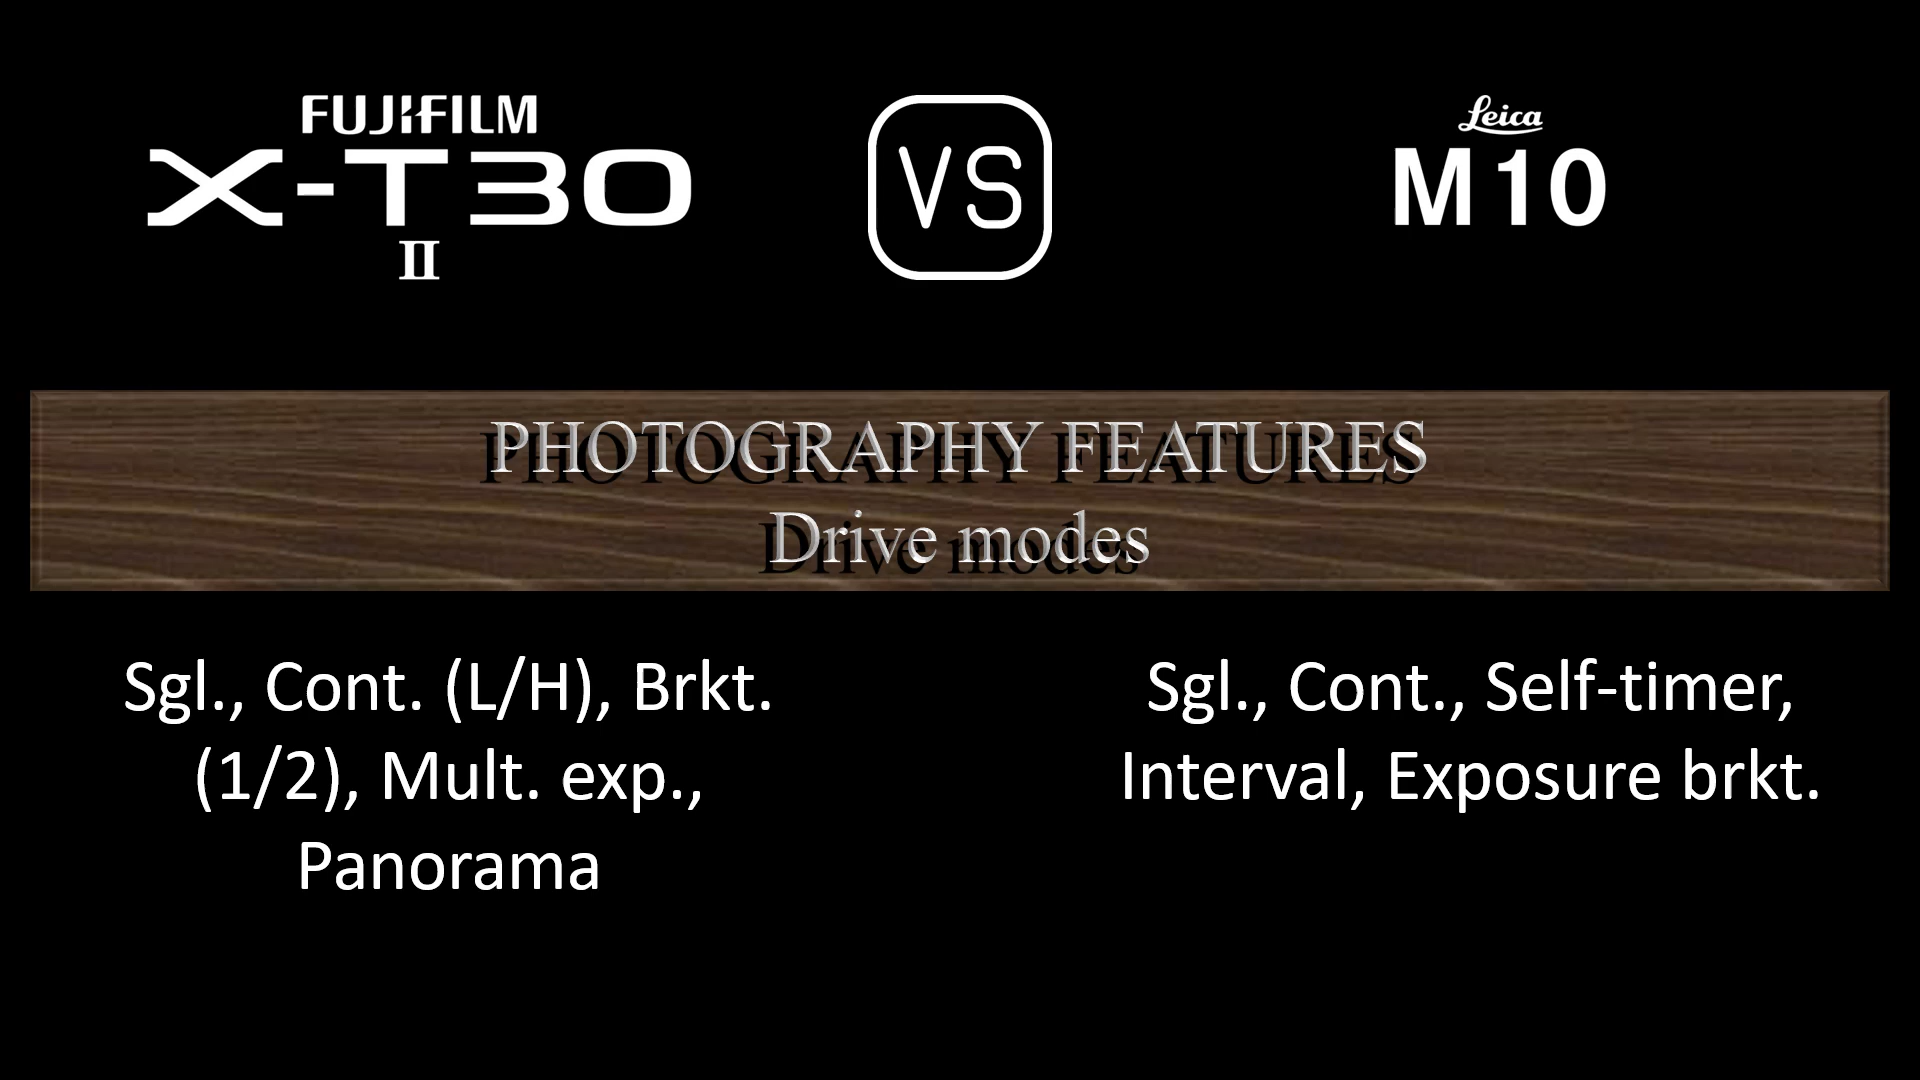 FUJIFILM
X-T30
II
VS
Leica
M10
PHOTOGRAPHY FEATURES
Drive modes
Sgl., Cont. (L/H), Brkt.
(1/2), Mult. exp.,
Panorama
Sgl., Cont., Self-timer,
Interval, Exposure brkt.